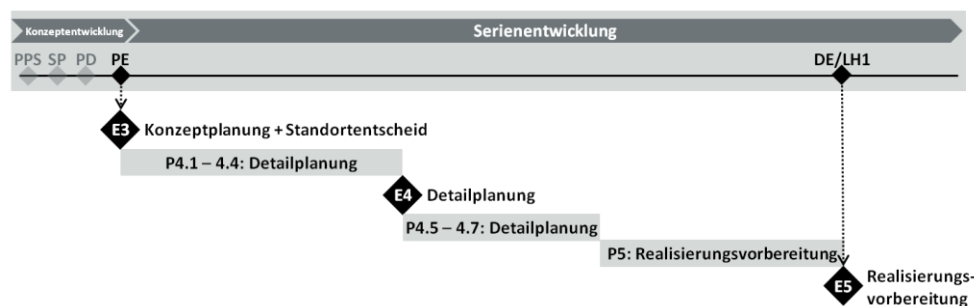 Konzeptentwicklung
Serienentwicklung
PPS SP PD PE
DE/LH1
E3 Konzeptplanung + Standortentscheid
P4.1 – 4.4: Detailplanung
E4 Detailplanung
P4.5 – 4.7: Detailplanung
P5: Realisierungsvorbereitung
E5 Realisierungs-
vorbereitung